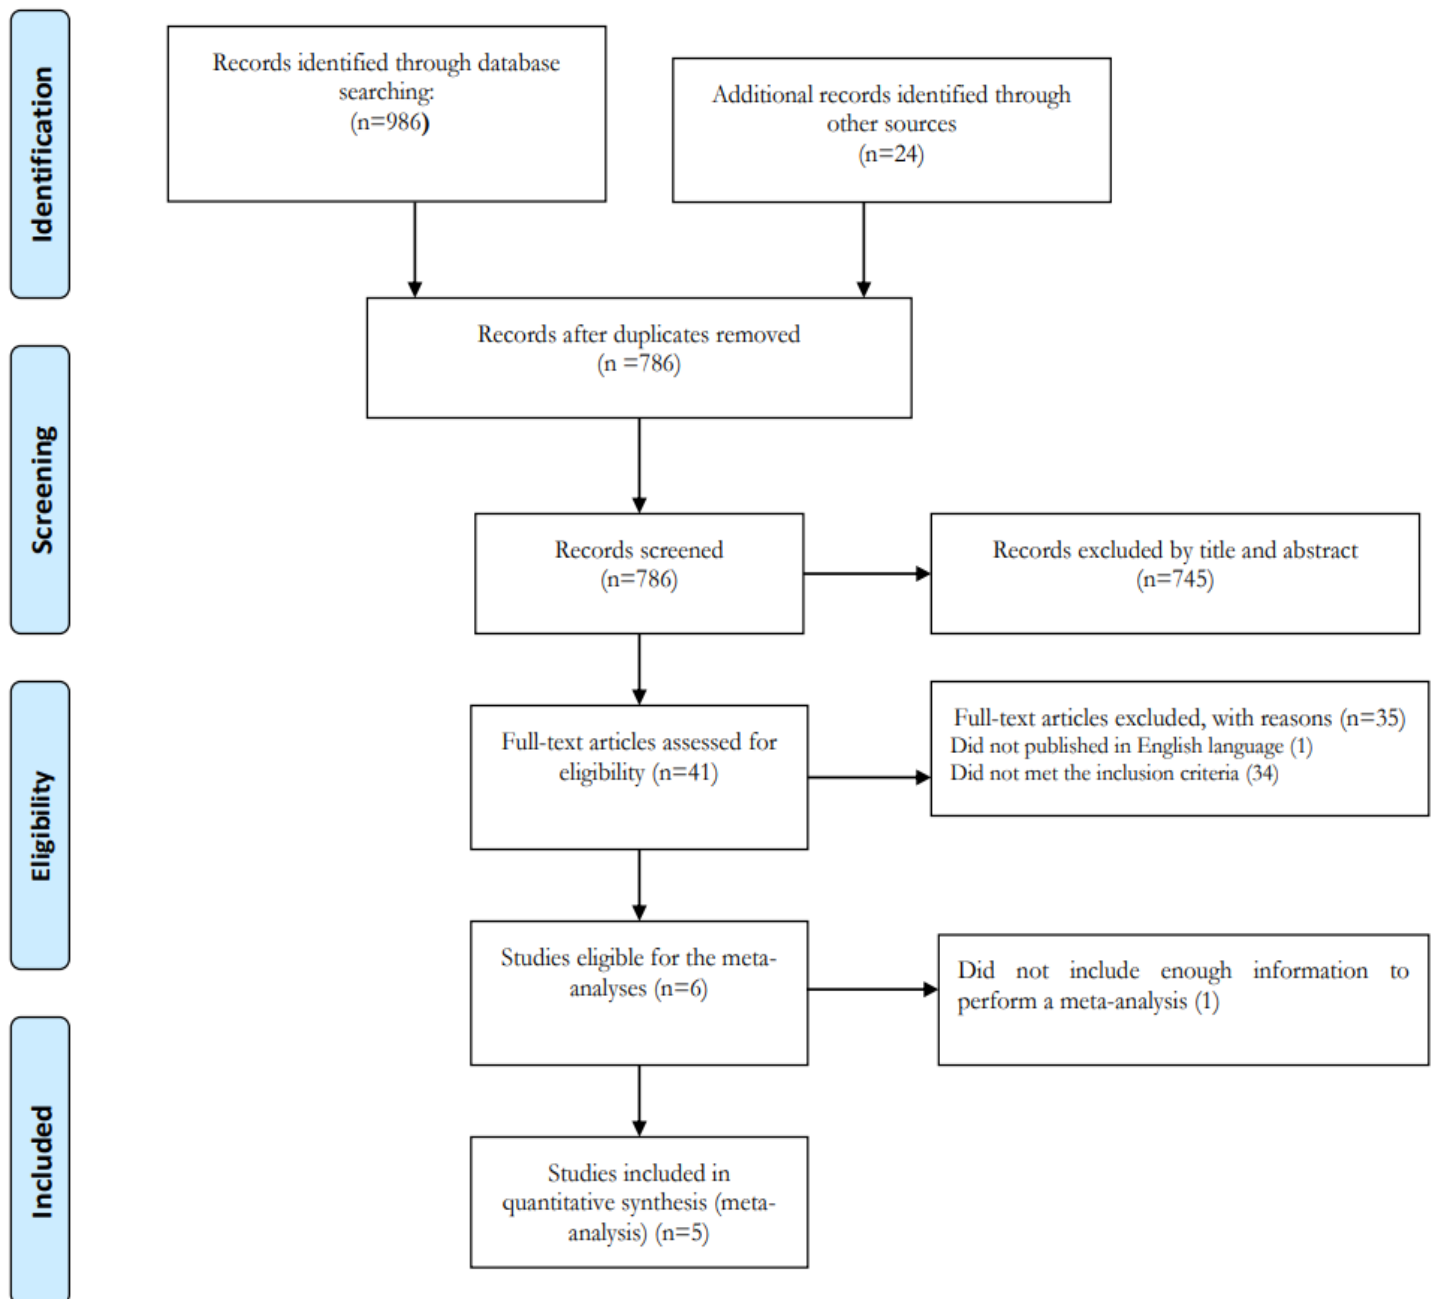 Identification
Records identified through database
searching:
(n=986)
Additional records identified through
other sources
(n=24)
Records after duplicates removed
(n =786)
Screening
Records screened
(n=786)
Records excluded by title and abstract
(n=745)
Eligibility
Full-text articles assessed for
eligibility (n=41)
Full-text articles excluded, with reasons (n=35)
Did not published in English language (1)
Did not met the inclusion criteria (34)
Studies eligible for the meta-
analyses (n=6)
Did not include enough information to
perform a meta-analysis (1)
Included
Studies included in
quantitative synthesis (meta-
analysis) (n=5)